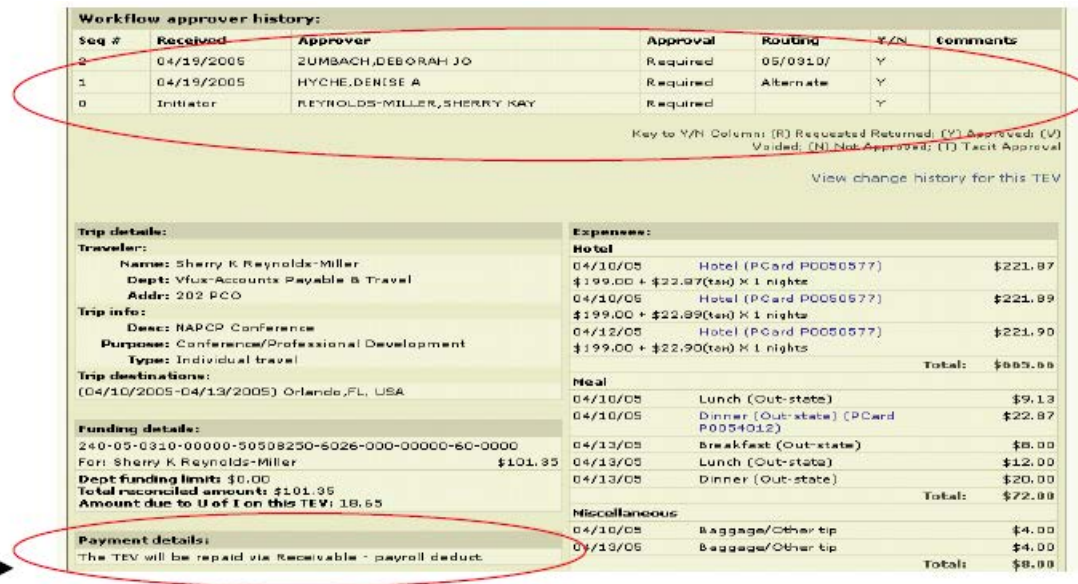 Workflow approver history:
Seq # Received Approver Approval Routing Y/N Comments
2 04/19/2005 ZUMBACH,DEBORAH JO Required 05/0310/ Y
1 04/19/2005 HYCHE,DENISE A Required Alternate Y
0 Initiator REYNOLDS-MILLER,SHERRY KAY Required Y
Key to Y/N Column: (R) Requested Returned; (Y) Approved; (V)
Voided; (N) Not Approved; (T) Tacit Approval
View change history for this TEV
Trip details:
Traveler:
Name: Sherry K Reynolds-Miller
Dept: Vfus-Accounts Payable & Travel
Addr: 202 PCO
Trip info:
Desc: NAPCP Conference
Purpose: Conference/Professional Development
Type: Individual travel
Trip destinations:
(04/10/2005-04/13/2005) Orlando,FL, USA
Funding details:
240-05-0310-00000-50508250-6026-000-00000-60-0000
For: Sherry K Reynolds-Miller $101.35
Dept funding limit: $0.00
Total reconciled amount: $101.35
Amount due to U of I on this TEV: 18.65
Payment details:
The TEV will be repaid via Receivable - payroll deduct
Expenses:
Hotel
04/10/05 Hotel (PCard P0050577) $221.87
$199.00 + $22.87(tax) X 1 nights
04/10/05 Hotel (PCard P0050577) $221.89
$199.00 + $22.89(tax) X 1 nights
04/12/05 Hotel (PCard P0050577) $221.90
$199.00 + $22.90(tax) X 1 nights
Total: $665.66
Meal
04/10/05 Lunch (Out-state) $9.13
04/10/05 Dinner (Out-state) (PCard $22.87
P0054012)
04/13/05 Breakfast (Out-state) $8.00
04/13/05 Lunch (Out-state) $12.00
04/13/05 Dinner (Out-state) $20.00
Total: $72.00
Miscellaneous
04/10/05 Baggage/Other tip $4.00
04/13/05 Baggage/Other tip $4.00
Total: $8.00